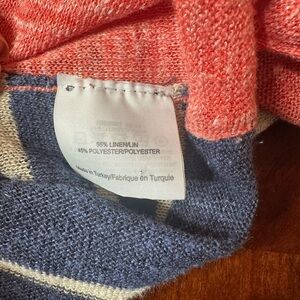 55% LINEN/LIN
45% POLYESTER/POLYESTER
Made in Turkey/Fabriqué en Turquie